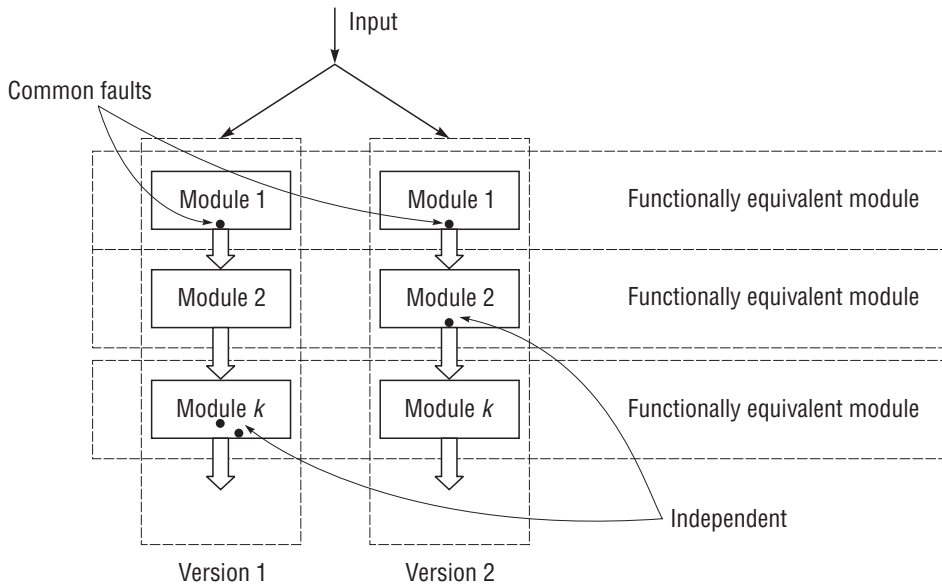 Input
Common faults
Module 1
Module 1
Functionally equivalent module
Module 2
Module 2
Functionally equivalent module
Module k
Module k
Functionally equivalent module
Independent
Version 1
Version 2